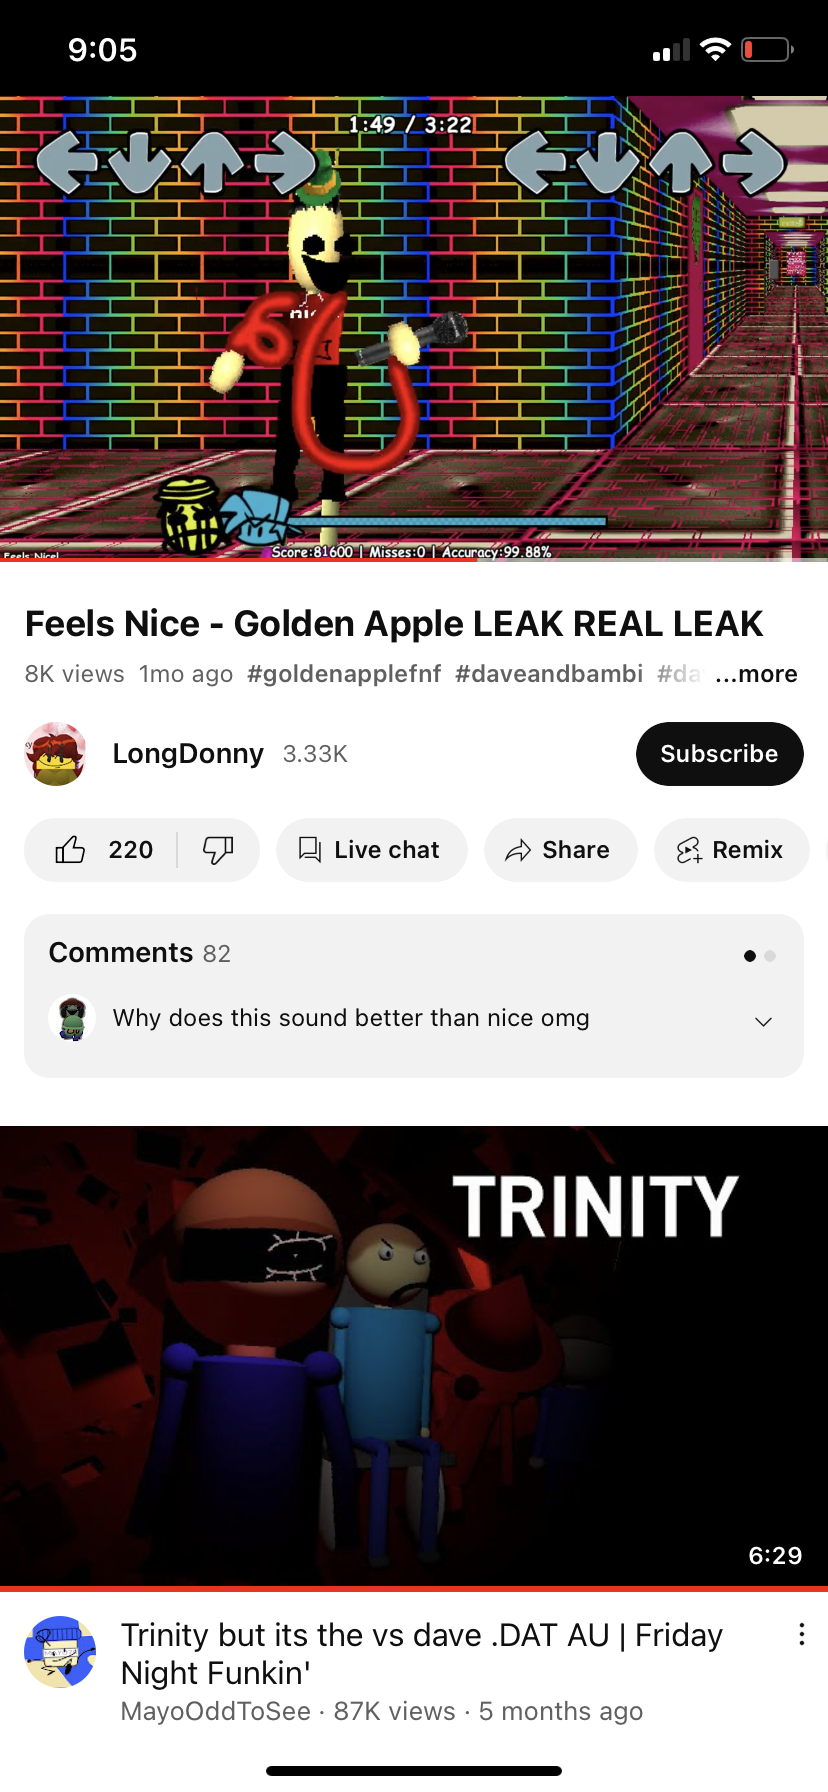 9:05
1:49 / 3:22
Score:81600 | Misses:0 | Accuracy:99.88%
Feels Nice!
Feels Nice - Golden Apple LEAK REAL LEAK
8K views 1mo ago #goldenapplefnf #daveandbambi #da ...more
LongDonny 3.33K
Subscribe
220
Live chat
Share
Remix
Comments 82
Why does this sound better than nice omg
TRINITY
6:29
Trinity but its the vs dave .DAT AU | Friday
Night Funkin'
MayoOddToSee · 87K views · 5 months ago